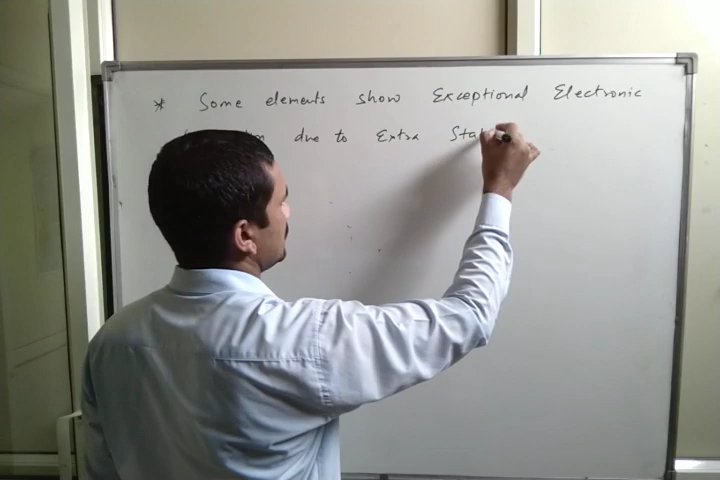 * Some elements show Exceptional Electronic
due to Extra Sta